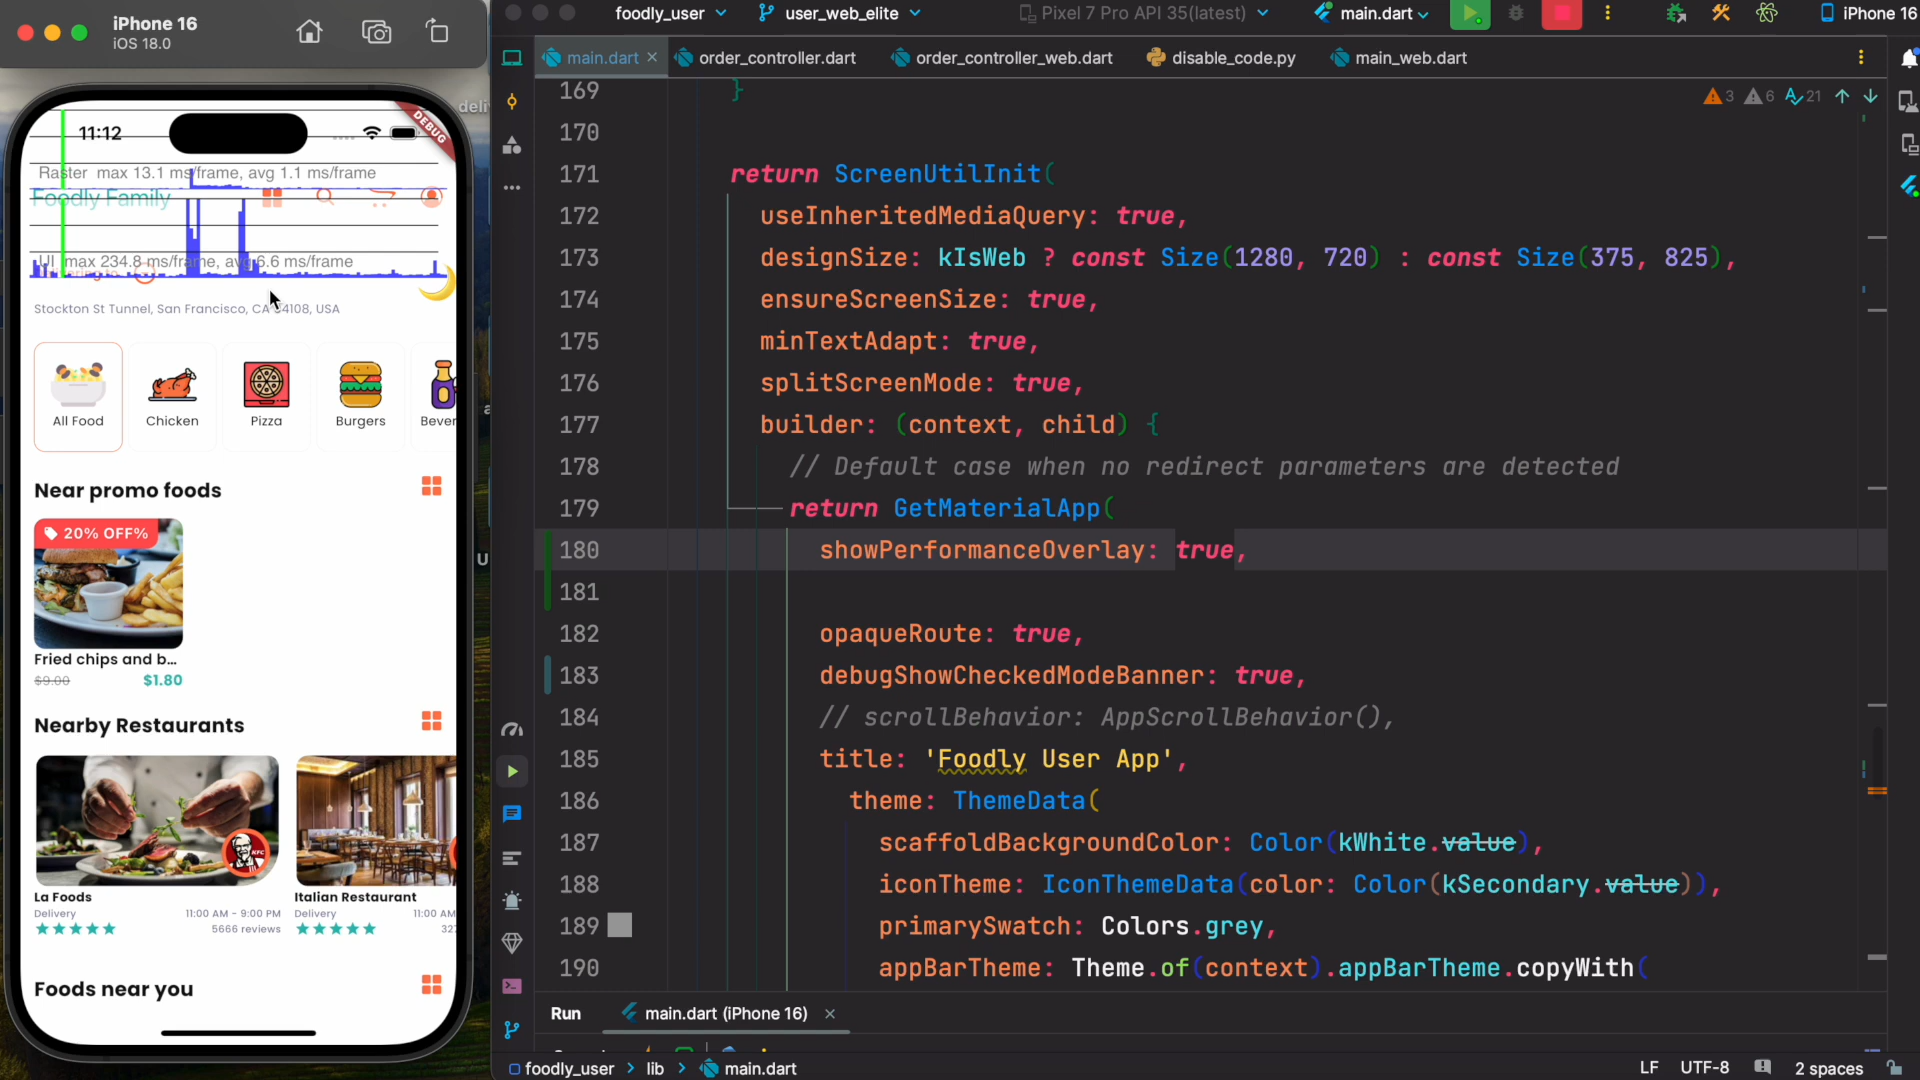 iPhone 16
iOS 18.0
11:12
DEBUG
Raster max 13.1 ms/frame, avg 1.1 ms/frame
Foodly Family
UI max 234.8 ms/frame, avg 6.6 ms/frame
Stockton St Tunnel, San Francisco, CA 94108, USA
All Food
Chicken
Pizza
Burgers
Bever
Near promo foods
20% OFF%
Fried chips and b...
$9.00 $1.80
Nearby Restaurants
KFC
La Foods
Delivery 11:00 AM - 9:00 PM
5666 reviews
Italian Restaurant
Delivery 11:00 AM
327
Foods near you
deli
U
foodly_user
user_web_elite
Pixel 7 Pro API 35(latest)
main.dart
iPhone 16
main.dart
order_controller.dart
order_controller_web.dart
disable_code.py
main_web.dart
3 6 21
169 }
170
171 return ScreenUtilInit(
172 useInheritedMediaQuery: true,
173 designSize: kIsWeb ? const Size(1280, 720) : const Size(375, 825),
174 ensureScreenSize: true,
175 minTextAdapt: true,
176 splitScreenMode: true,
177 builder: (context, child) {
178 // Default case when no redirect parameters are detected
179 return GetMaterialApp(
180 showPerformanceOverlay: true,
181
182 opaqueRoute: true,
183 debugShowCheckedModeBanner: true,
184 // scrollBehavior: AppScrollBehavior(),
185 title: 'Foodly User App',
186 theme: ThemeData(
187 scaffoldBackgroundColor: Color(kWhite.value),
188 iconTheme: IconThemeData(color: Color(kSecondary.value)),
189 primarySwatch: Colors.grey,
190 appBarTheme: Theme.of(context).appBarTheme.copyWith(
Run
main.dart (iPhone 16)
foodly_user > lib > main.dart
LF UTF-8 2 spaces